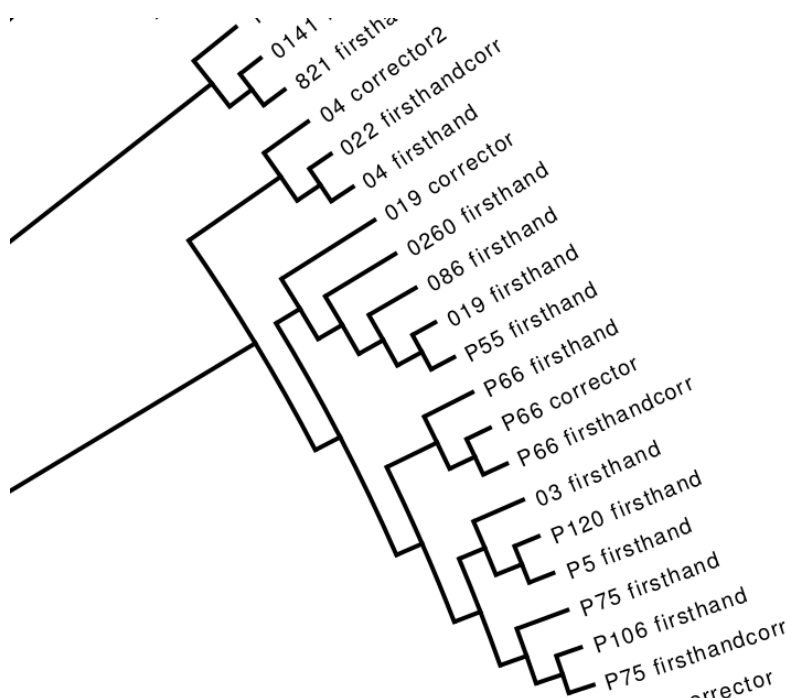 0141
821
04 corrector2
022 firsthandcorr
04 firsthand
019 corrector
0260 firsthand
086 firsthand
019 firsthand
P55 firsthand
P66 firsthand
P66 corrector
P66 firsthandcorr
03 firsthand
P120 firsthand
P5 firsthand
P75 firsthand
P106 firsthand
P75 firsthandcorr